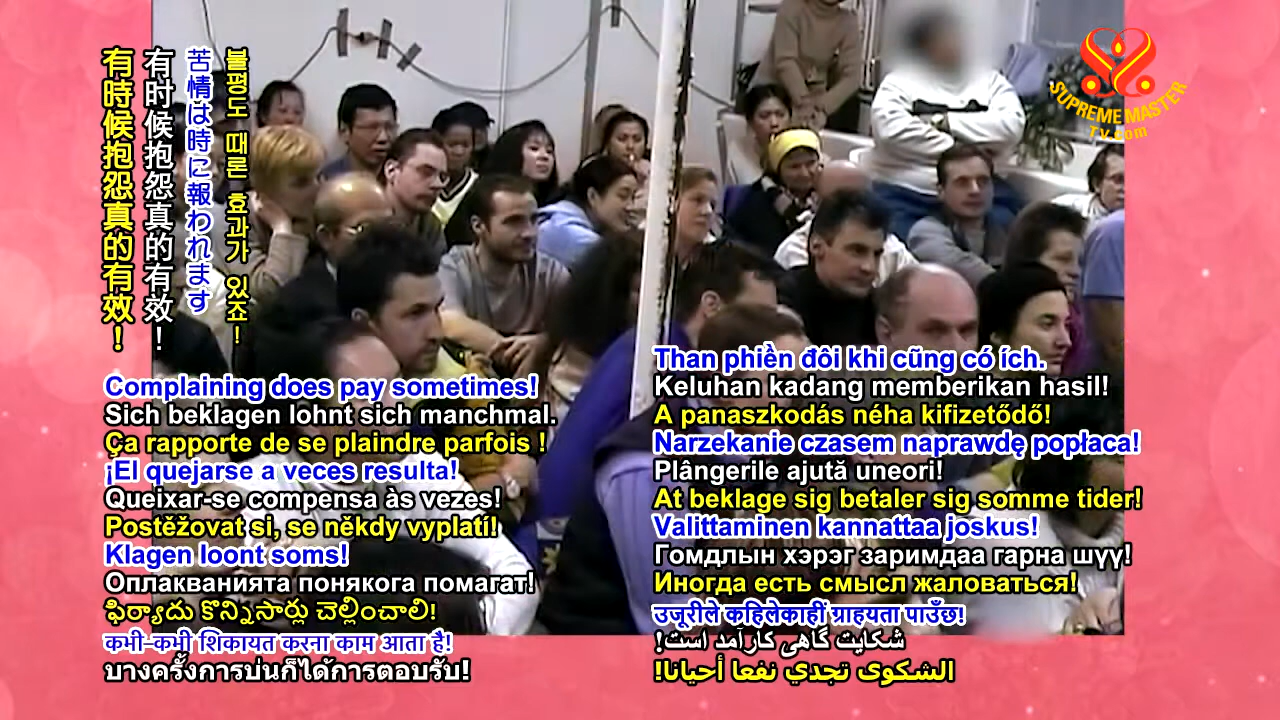 有時候抱怨真的有效！
有时候抱怨真的有效！
苦情は時に報われます
불평도 때론 효과가 있죠!
SUPREME MASTER
TV.com
Complaining does pay sometimes!
Sich beklagen lohnt sich manchmal.
Ça rapporte de se plaindre parfois !
¡El quejarse a veces resulta!
Queixar-se compensa às vezes!
Postěžovat si, se někdy vyplatí!
Klagen loont soms!
Оплакванията понякога помагат!
ఫిర్యాదు కొన్నిసార్లు చెల్లించాలి!
कभी-कभी शिकायत करना काम आता है!
บางครั้งการบ่นก็ได้การตอบรับ!
Than phiền đôi khi cũng có ích.
Keluhan kadang memberikan hasil!
A panaszkodás néha kifizetődő!
Narzekanie czasem naprawdę popłaca!
Plângerile ajută uneori!
At beklage sig betaler sig somme tider!
Valittaminen kannattaa joskus!
Гомдлын хэрэг заримдаа гарна шүү!
Иногда есть смысл жаловаться!
उजूरीले कहिलेकाहीं ग्राहयता पाउँछ!
شکایت گاهی کارآمد است!
الشكوى تجدي نفعا أحيانا!